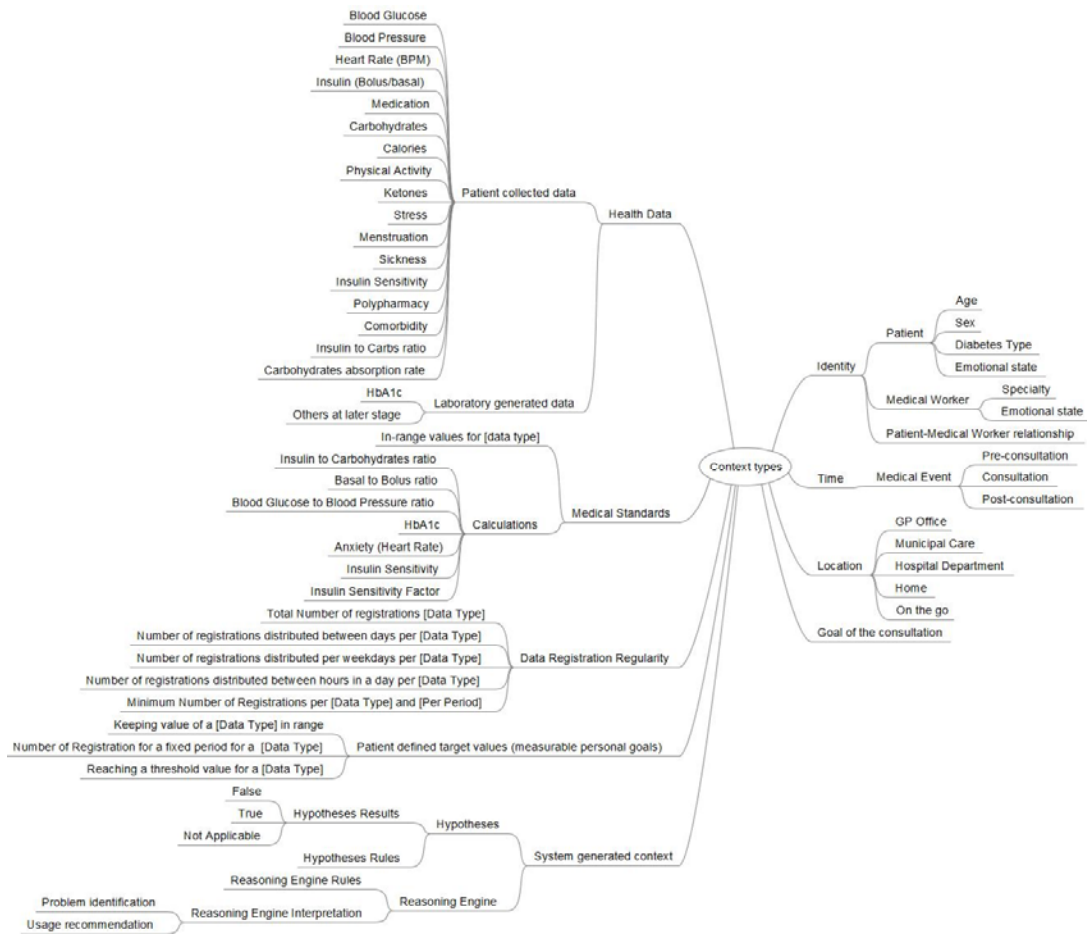 Blood Glucose
Blood Pressure
Heart Rate (BPM)
Insulin (Bolus/basal)
Medication
Carbohydrates
Calories
Physical Activity
Ketones
Stress
Menstruation
Sickness
Insulin Sensitivity
Polypharmacy
Comorbidity
Insulin to Carbs ratio
Carbohydrates absorption rate
Patient collected data
HbA1c
Others at later stage
Laboratory generated data
Health Data
In-range values for [data type]
Insulin to Carbohydrates ratio
Basal to Bolus ratio
Blood Glucose to Blood Pressure ratio
HbA1c
Anxiety (Heart Rate)
Insulin Sensitivity
Insulin Sensitivity Factor
Calculations
Medical Standards
Total Number of registrations [Data Type]
Number of registrations distributed between days per [Data Type]
Number of registrations distributed per weekdays per [Data Type]
Number of registrations distributed between hours in a day per [Data Type]
Minimum Number of Registrations per [Data Type] and [Per Period]
Data Registration Regularity
Keeping value of a [Data Type] in range
Number of Registration for a fixed period for a [Data Type]
Reaching a threshold value for a [Data Type]
Patient defined target values (measurable personal goals)
False
True
Not Applicable
Hypotheses Results
Hypotheses Rules
Hypotheses
Reasoning Engine Rules
Problem identification
Usage recommendation
Reasoning Engine Interpretation
Reasoning Engine
System generated context
Context types
Identity
Patient
Age
Sex
Diabetes Type
Emotional state
Medical Worker
Specialty
Emotional state
Patient-Medical Worker relationship
Time
Medical Event
Pre-consultation
Consultation
Post-consultation
Location
GP Office
Municipal Care
Hospital Department
Home
On the go
Goal of the consultation